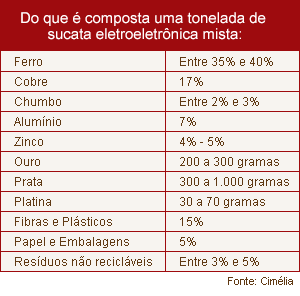 Do que é composta uma tonelada de
sucata eletroeletrônica mista:
Ferro Entre 35% e 40%
Cobre 17%
Chumbo Entre 2% e 3%
Alumínio 7%
Zinco 4% - 5%
Ouro 200 a 300 gramas
Prata 300 a 1.000 gramas
Platina 30 a 70 gramas
Fibras e Plásticos 15%
Papel e Embalagens 5%
Resíduos não recicláveis Entre 3% e 5%
Fonte: Cimélia